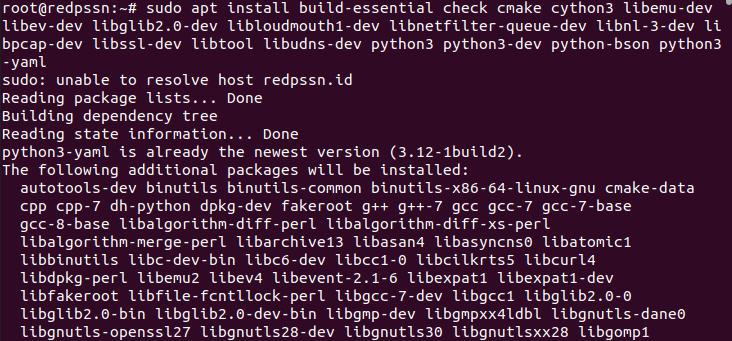 root@redpssn:~# sudo apt install build-essential check cmake cython3 libemu-dev
libev-dev libglib2.0-dev libloudmouth1-dev libnetfilter-queue-dev libnl-3-dev li
bpcap-dev libssl-dev libtool libudns-dev python3 python3-dev python-bson python3
-yaml
sudo: unable to resolve host redpssn.id
Reading package lists... Done
Building dependency tree
Reading state information... Done
python3-yaml is already the newest version (3.12-1build2).
The following additional packages will be installed:
  autotools-dev binutils binutils-common binutils-x86-64-linux-gnu cmake-data
  cpp cpp-7 dh-python dpkg-dev fakeroot g++ g++-7 gcc gcc-7 gcc-7-base
  gcc-8-base libalgorithm-diff-perl libalgorithm-diff-xs-perl
  libalgorithm-merge-perl libarchive13 libasan4 libasyncns0 libatomic1
  libbinutils libc-dev-bin libc6-dev libcc1-0 libcilkrts5 libcurl4
  libdpkg-perl libemu2 libev4 libevent-2.1-6 libexpat1 libexpat1-dev
  libfakeroot libfile-fcntllock-perl libgcc-7-dev libgcc1 libglib2.0-0
  libglib2.0-bin libglib2.0-dev-bin libgmp-dev libgmpxx4ldbl libgnutls-dane0
  libgnutls-openssl27 libgnutls28-dev libgnutls30 libgnutlsxx28 libgomp1